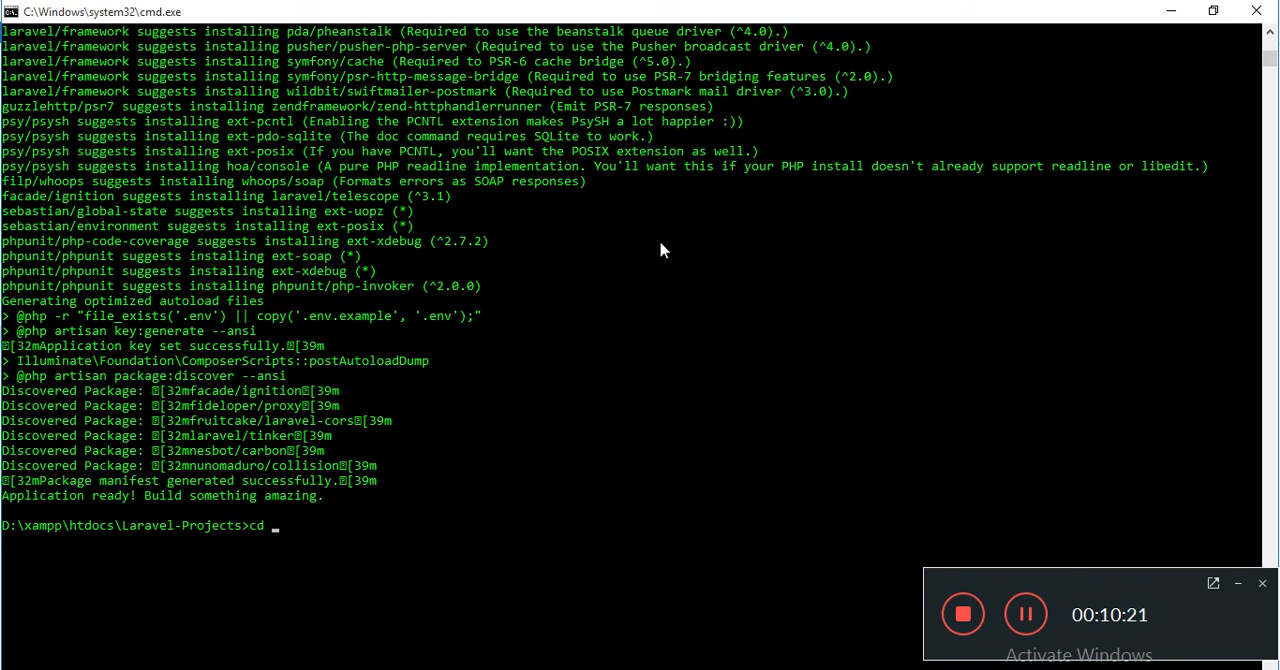 C:\Windows\system32\cmd.exe
laravel/framework suggests installing pda/pheanstalk (Required to use the beanstalk queue driver (^4.0).)
laravel/framework suggests installing pusher/pusher-php-server (Required to use the Pusher broadcast driver (^4.0).)
laravel/framework suggests installing symfony/cache (Required to PSR-6 cache bridge (^5.0).)
laravel/framework suggests installing symfony/psr-http-message-bridge (Required to use PSR-7 bridging features (^2.0).)
laravel/framework suggests installing wildbit/swiftmailer-postmark (Required to use Postmark mail driver (^3.0).)
guzzlehttp/psr7 suggests installing zendframework/zend-httphandlerrunner (Emit PSR-7 responses)
psy/psysh suggests installing ext-pcntl (Enabling the PCNTL extension makes PsySH a lot happier :))
psy/psysh suggests installing ext-pdo-sqlite (The doc command requires SQLite to work.)
psy/psysh suggests installing ext-posix (If you have PCNTL, you'll want the POSIX extension as well.)
psy/psysh suggests installing hoa/console (A pure PHP readline implementation. You'll want this if your PHP install doesn't already support readline or libedit.)
filp/whoops suggests installing whoops/soap (Formats errors as SOAP responses)
facade/ignition suggests installing laravel/telescope (^3.1)
sebastian/global-state suggests installing ext-uopz (*)
sebastian/environment suggests installing ext-posix (*)
phpunit/php-code-coverage suggests installing ext-xdebug (^2.7.2)
phpunit/phpunit suggests installing ext-soap (*)
phpunit/phpunit suggests installing ext-xdebug (*)
phpunit/phpunit suggests installing phpunit/php-invoker (^2.0.0)
Generating optimized autoload files
> @php -r "file_exists('.env') || copy('.env.example', '.env');"
> @php artisan key:generate --ansi
[32mApplication key set successfully.[39m
> Illuminate\Foundation\ComposerScripts::postAutoloadDump
> @php artisan package:discover --ansi
Discovered Package: [32mfacade/ignition[39m
Discovered Package: [32mfideloper/proxy[39m
Discovered Package: [32mfruitcake/laravel-cors[39m
Discovered Package: [32mlaravel/tinker[39m
Discovered Package: [32mnesbot/carbon[39m
Discovered Package: [32mnunomaduro/collision[39m
[32mPackage manifest generated successfully.[39m
Application ready! Build something amazing.
D:\xampp\htdocs\Laravel-Projects>cd _
00:10:21
Activate Windows